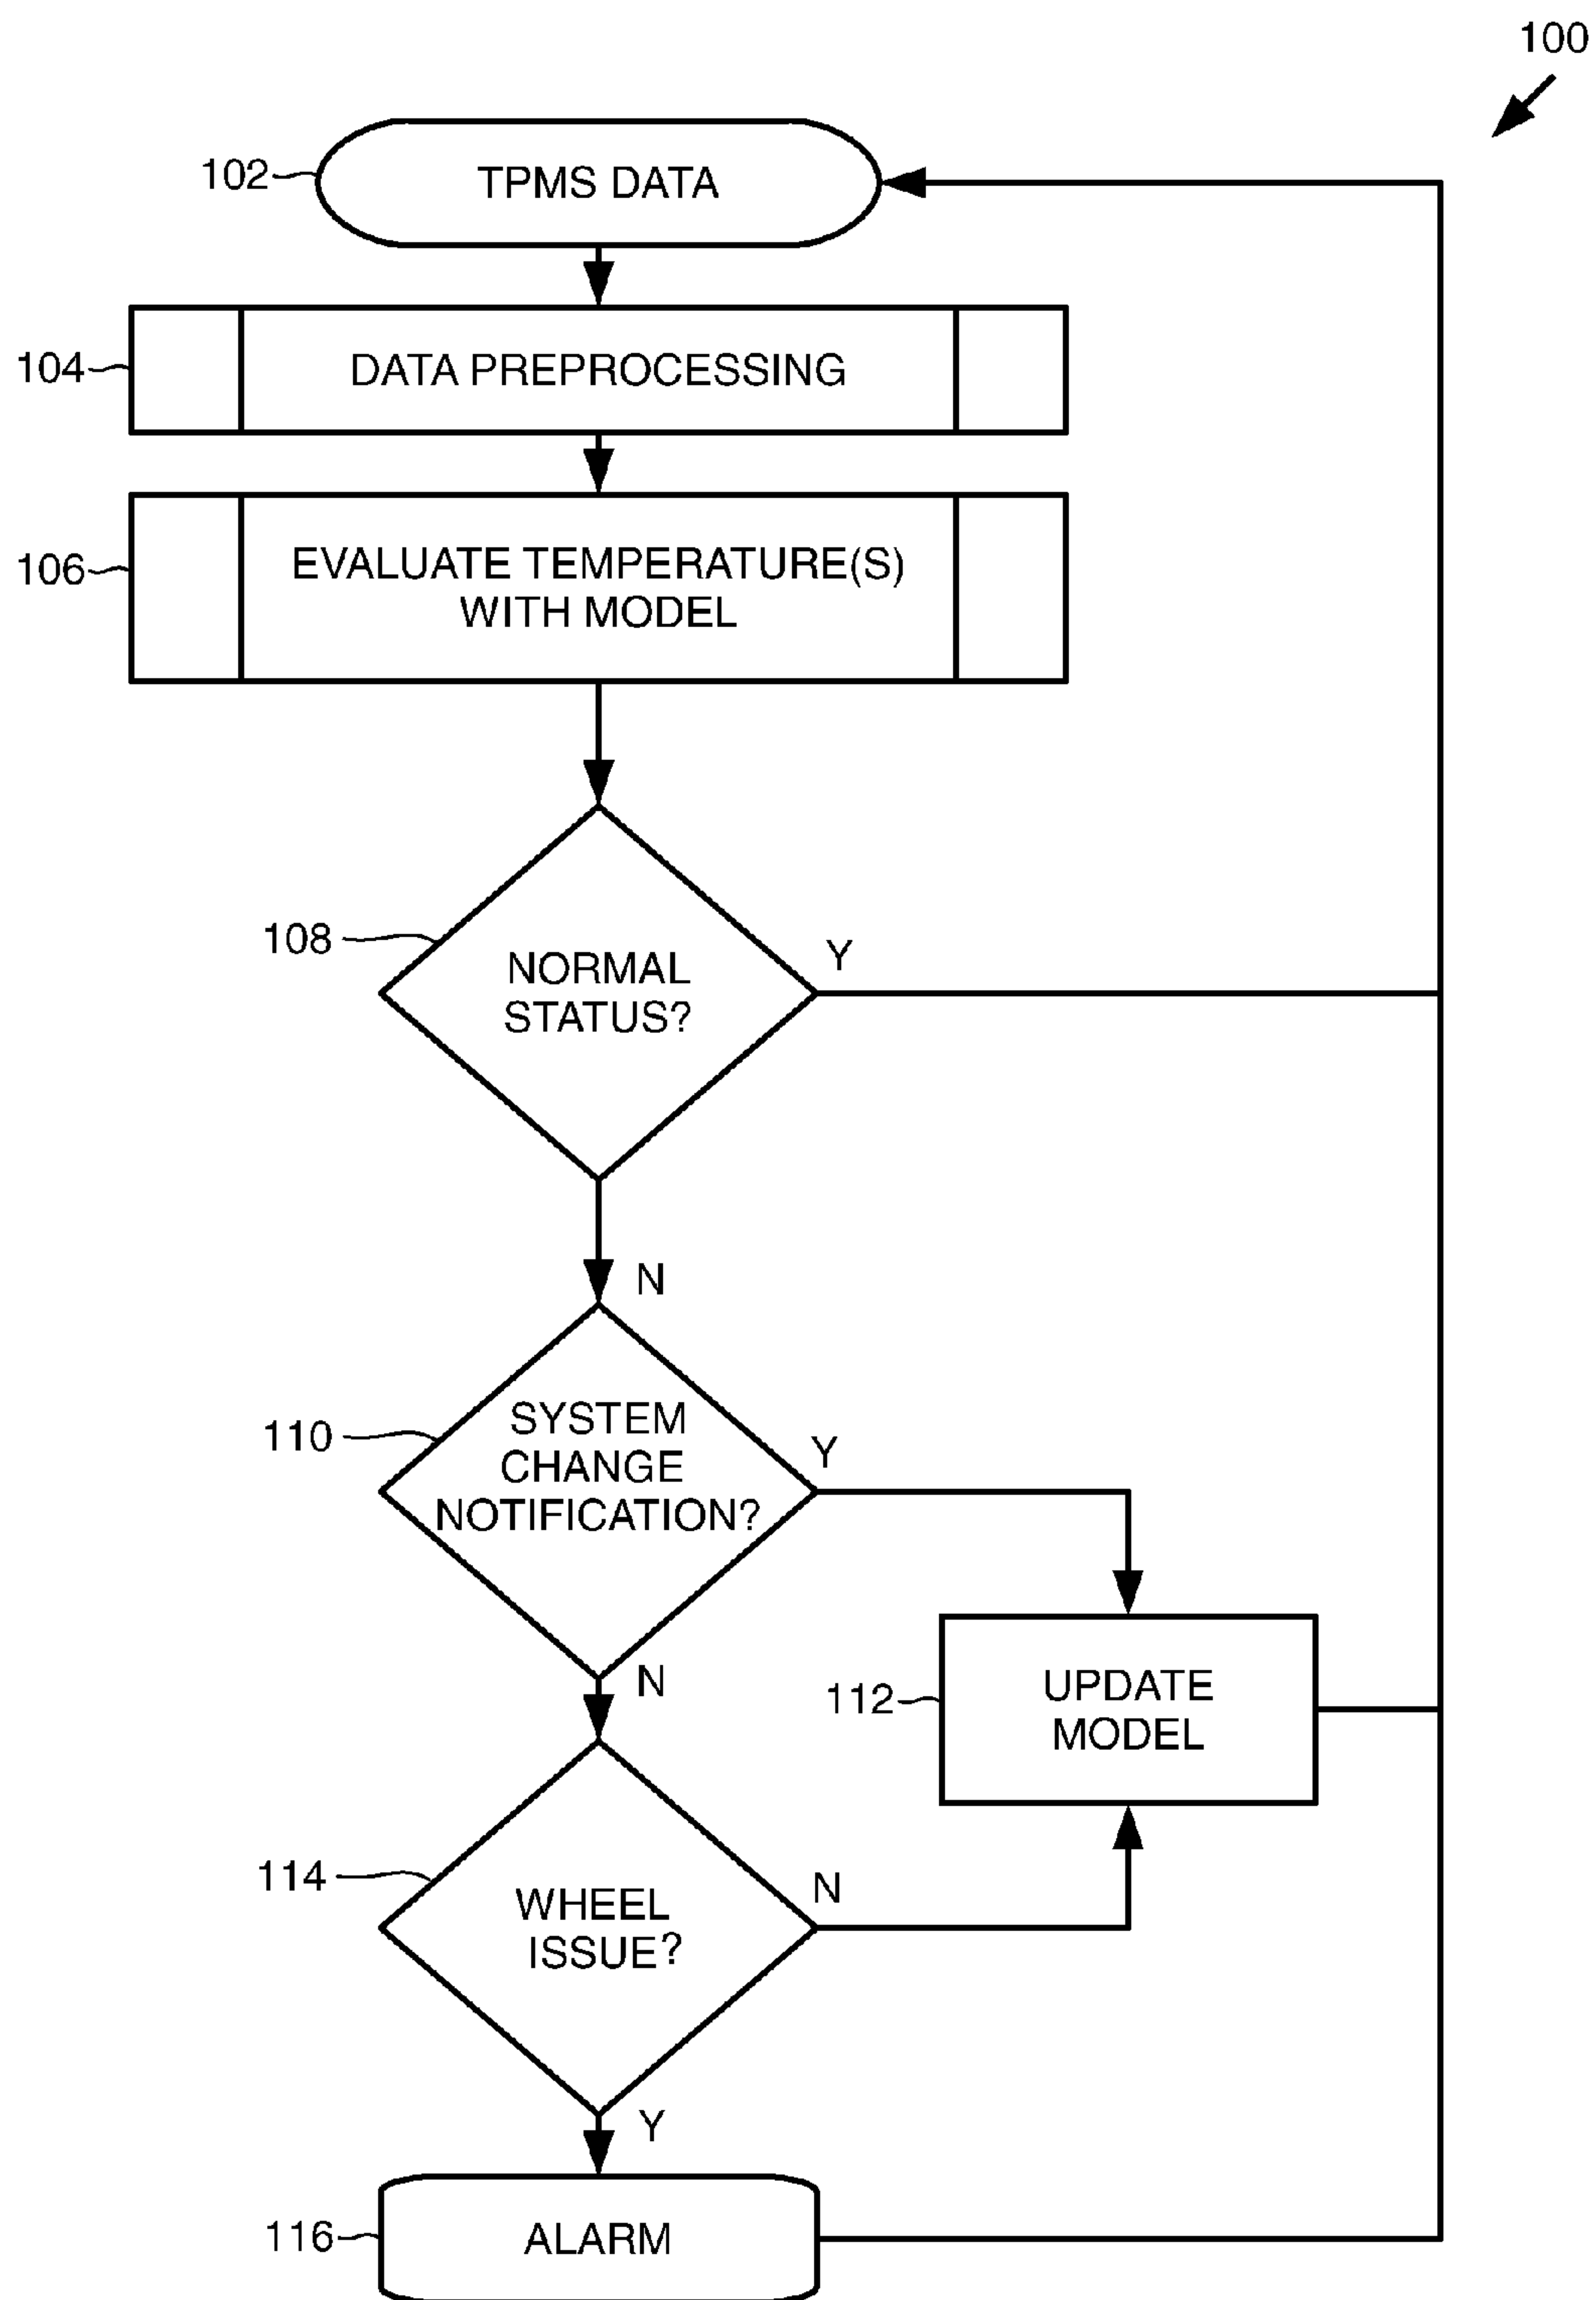 100
102
TPMS DATA
104
DATA PREPROCESSING
106
EVALUATE TEMPERATURE(S)
WITH MODEL
108
NORMAL
STATUS?
Y
N
110
SYSTEM
CHANGE
NOTIFICATION?
Y
N
112
UPDATE
MODEL
114
WHEEL
ISSUE?
N
Y
116
ALARM